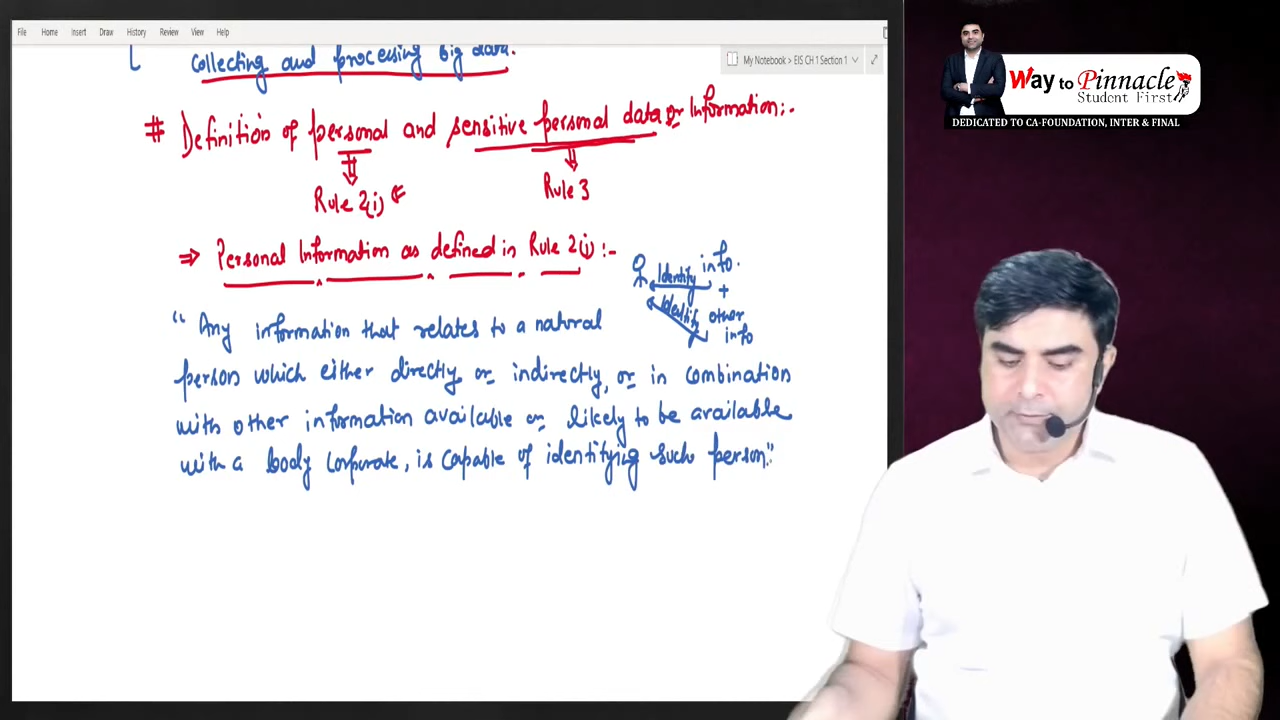 File Home Insert Draw History Review View Help
Collecting and processing Big data.
My Notebook > EIS CH 1 Section 1
# Definition of personal and sensitive personal data or Information:-
Rule 2(i)
Rule 3
⇒ Personal Information as defined in Rule 2(i) :-
Identify info.
+
Identify other
info
"Any information that relates to a natural
person which either directly or indirectly, or in combination
with other information available or likely to be available
with a body corporate, is capable of identifying such person."
Way to Pinnacle
Student First
DEDICATED TO CA-FOUNDATION, INTER & FINAL